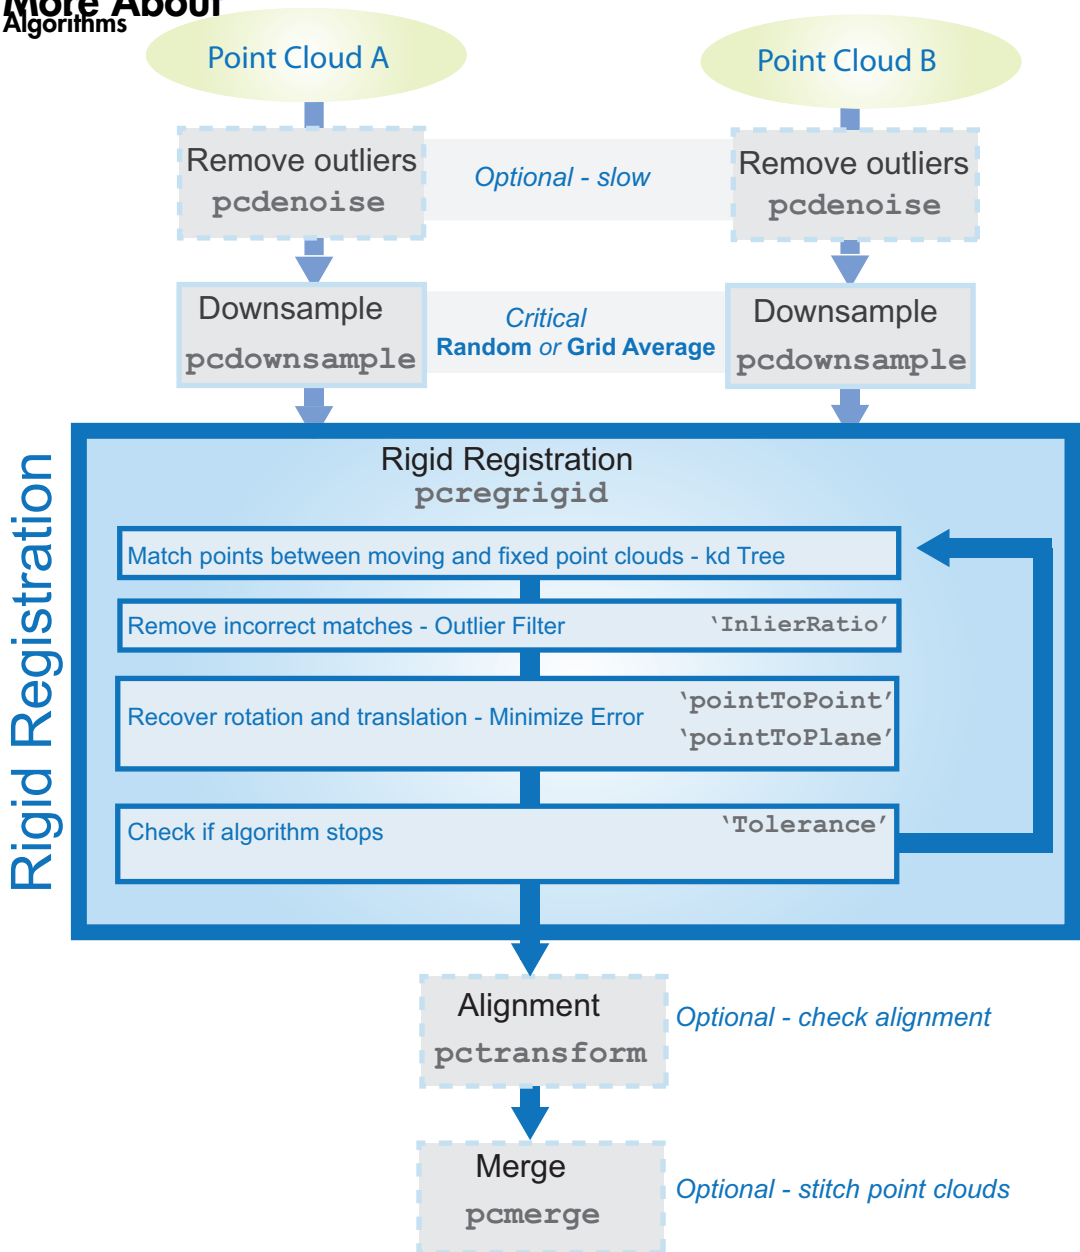 More About
Algorithms
Point Cloud A
Point Cloud B
Remove outliers
pcdenoise
Optional - slow
Remove outliers
pcdenoise
Downsample
pcdownsample
Critical
Random or Grid Average
Downsample
pcdownsample
Rigid Registration
Rigid Registration
pcregrigid
Match points between moving and fixed point clouds - kd Tree
Remove incorrect matches - Outlier Filter
‘InlierRatio’
Recover rotation and translation - Minimize Error
‘pointToPoint’
‘pointToPlane’
Check if algorithm stops
‘Tolerance’
Alignment
pctransform
Optional - check alignment
Merge
pcmerge
Optional - stitch point clouds